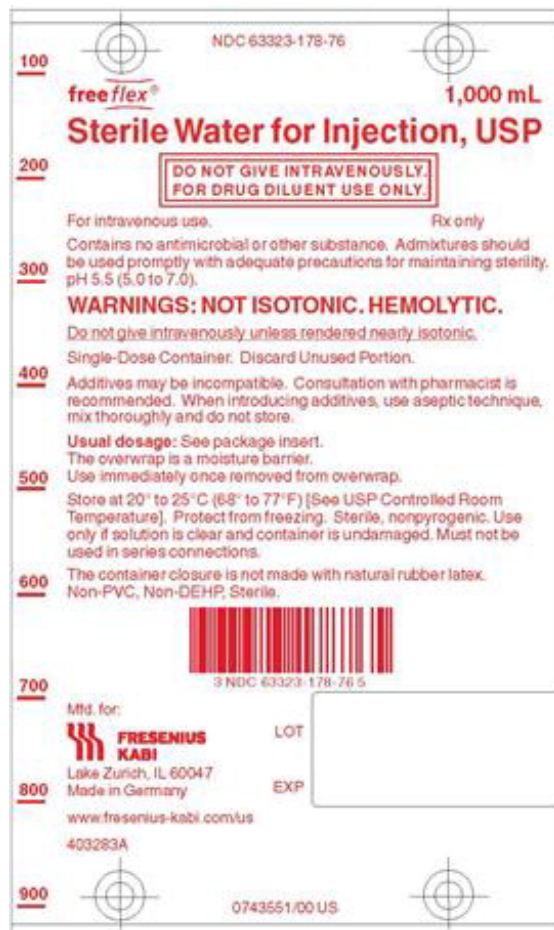 NDC 63323-178-76
100
freeflex®
1,000 mL
Sterile Water for Injection, USP
200
DO NOT GIVE INTRAVENOUSLY.
FOR DRUG DILUENT USE ONLY.
For intravenous use. Rx only
Contains no antimicrobial or other substance. Admixtures should
be used promptly with adequate precautions for maintaining sterility.
300
pH 5.5 (5.0 to 7.0).
WARNINGS: NOT ISOTONIC. HEMOLYTIC.
Do not give intravenously unless rendered nearly isotonic.
Single-Dose Container. Discard Unused Portion.
400
Additives may be incompatible. Consultation with pharmacist is
recommended. When introducing additives, use aseptic technique,
mix thoroughly and do not store.
Usual dosage: See package insert.
The overwrap is a moisture barrier.
500
Use immediately once removed from overwrap.
Store at 20° to 25°C (68° to 77°F) [See USP Controlled Room
Temperature]. Protect from freezing. Sterile, nonpyrogenic. Use
only if solution is clear and container is undamaged. Must not be
used in series connections.
600
The container closure is not made with natural rubber latex.
Non-PVC, Non-DEHP, Sterile.
3 NDC 63323-178-76 5
700
Mfd. for:
FRESENIUS
KABI
LOT
Lake Zurich, IL 60047
Made in Germany
EXP
800
www.fresenius-kabi.com/us
403283A
900
0743551/00 US